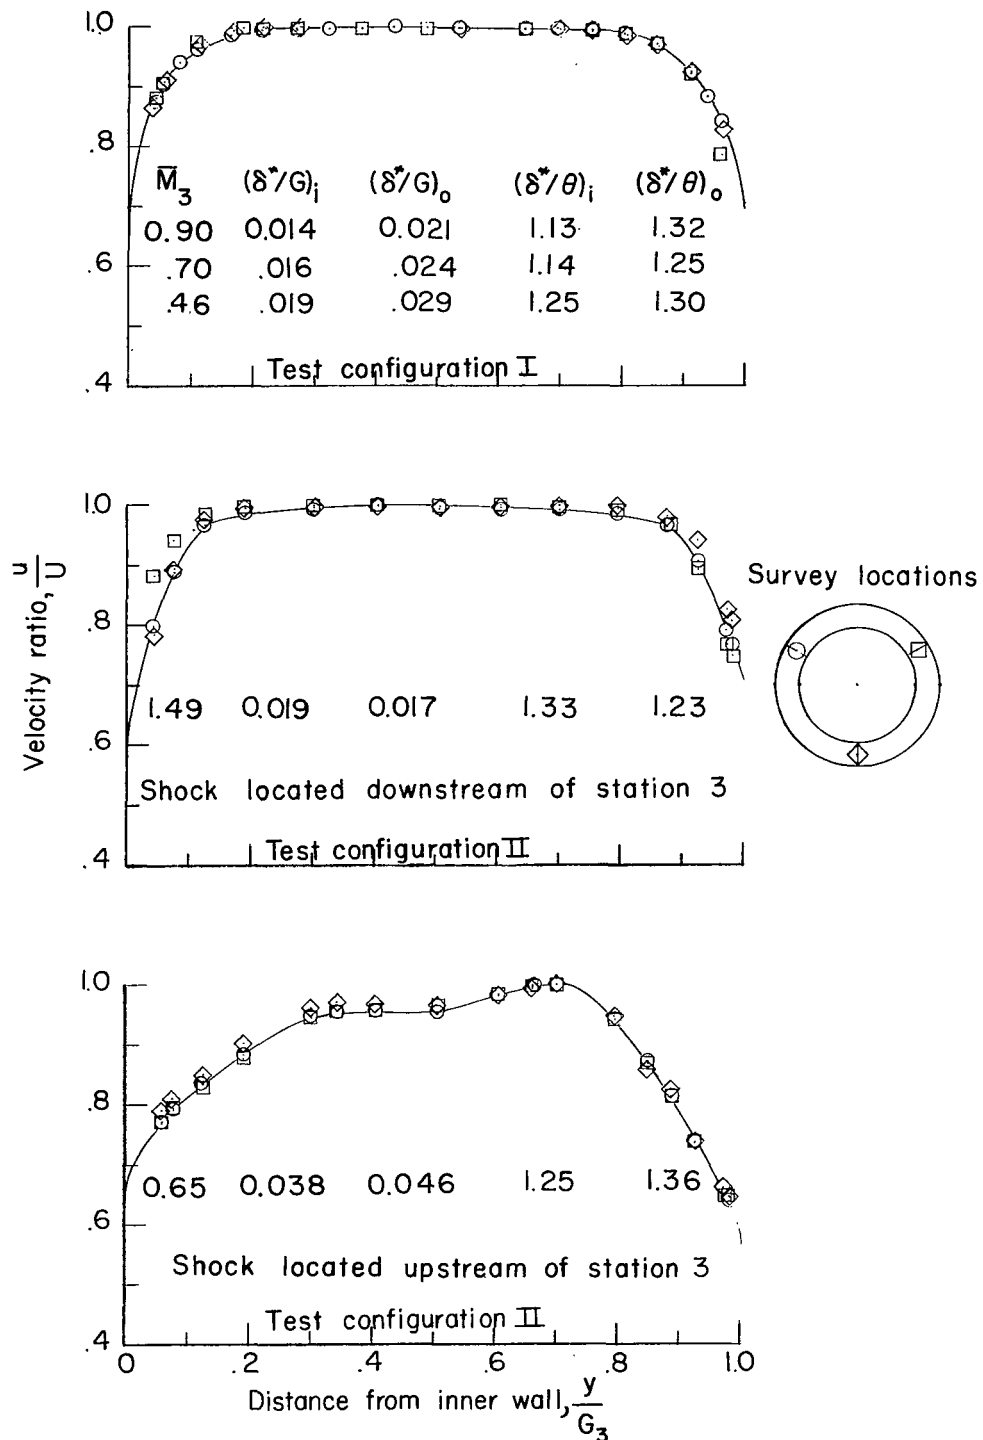 1.0
.8
M̅3 (δ*/G)i (δ*/G)o (δ*/θ)i (δ*/θ)o
0.90 0.014 0.021 1.13 1.32
.6 .70 .016 .024 1.14 1.25
.46 .019 .029 1.25 1.30
Test configuration I
.4
1.0
Velocity ratio, u/U
Survey locations
.8
1.49 0.019 0.017 1.33 1.23
.6
Shock located downstream of station 3
Test configuration II
.4
1.0
.8
0.65 0.038 0.046 1.25 1.36
.6
Shock located upstream of station 3
Test configuration II
.4
0 .2 .4 .6 .8 1.0
Distance from inner wall, y/G3